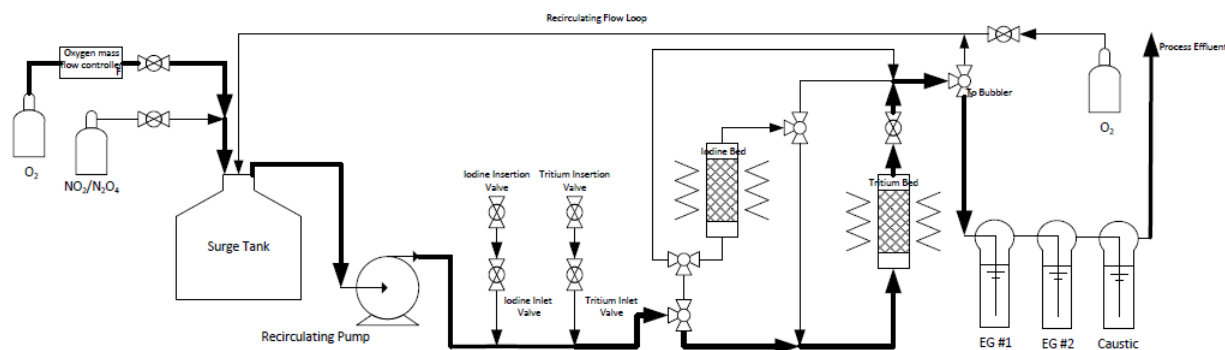 Recirculating Flow Loop
Oxygen mass
flow controller
F
Process Effluent
To Bubbler
O₂
NO₂/N₂O₄
O₂
Iodine Bed
Iodine Insertion
Valve
Tritium Insertion
Valve
Tritium Bed
Surge Tank
Iodine Inlet
Valve
Tritium Inlet
Valve
Recirculating Pump
EG #1
EG #2
Caustic